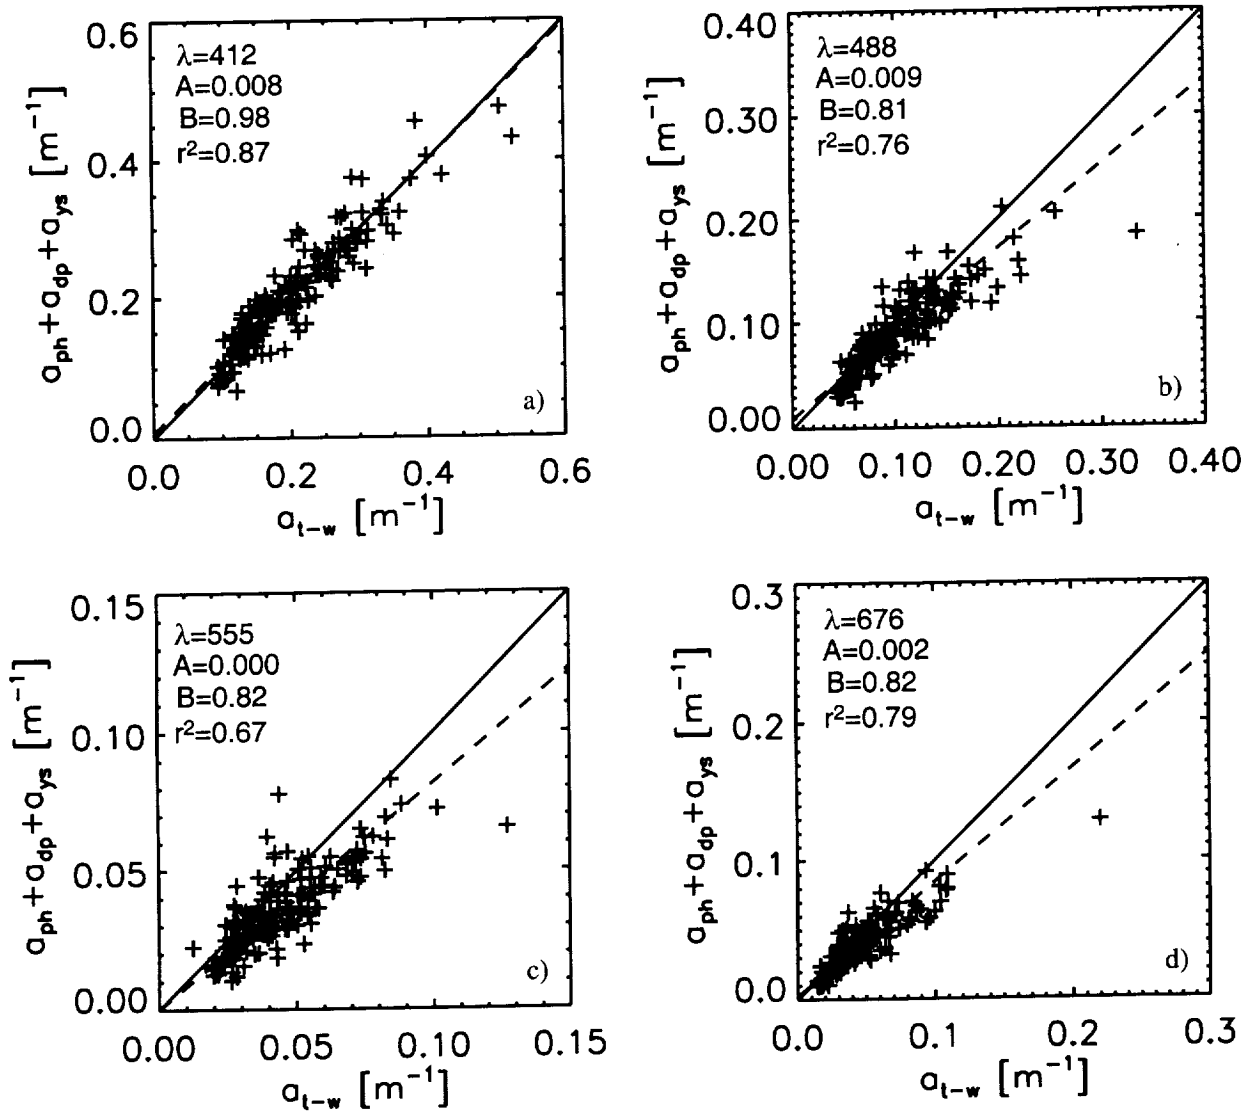 λ=412
A=0.008
B=0.98
r²=0.87
0.6
0.4
0.2
0.0
a_ph+a_dp+a_ys [m⁻¹]
a)
0.0 0.2 0.4 0.6
a_t−w [m⁻¹]
λ=488
A=0.009
B=0.81
r²=0.76
0.40
0.30
0.20
0.10
0.00
a_ph+a_dp+a_ys [m⁻¹]
b)
0.00 0.10 0.20 0.30 0.40
a_t−w [m⁻¹]
λ=555
A=0.000
B=0.82
r²=0.67
0.15
0.10
0.05
0.00
a_ph+a_dp+a_ys [m⁻¹]
c)
0.00 0.05 0.10 0.15
a_t−w [m⁻¹]
λ=676
A=0.002
B=0.82
r²=0.79
0.3
0.2
0.1
0.0
a_ph+a_dp+a_ys [m⁻¹]
d)
0.0 0.1 0.2 0.3
a_t−w [m⁻¹]